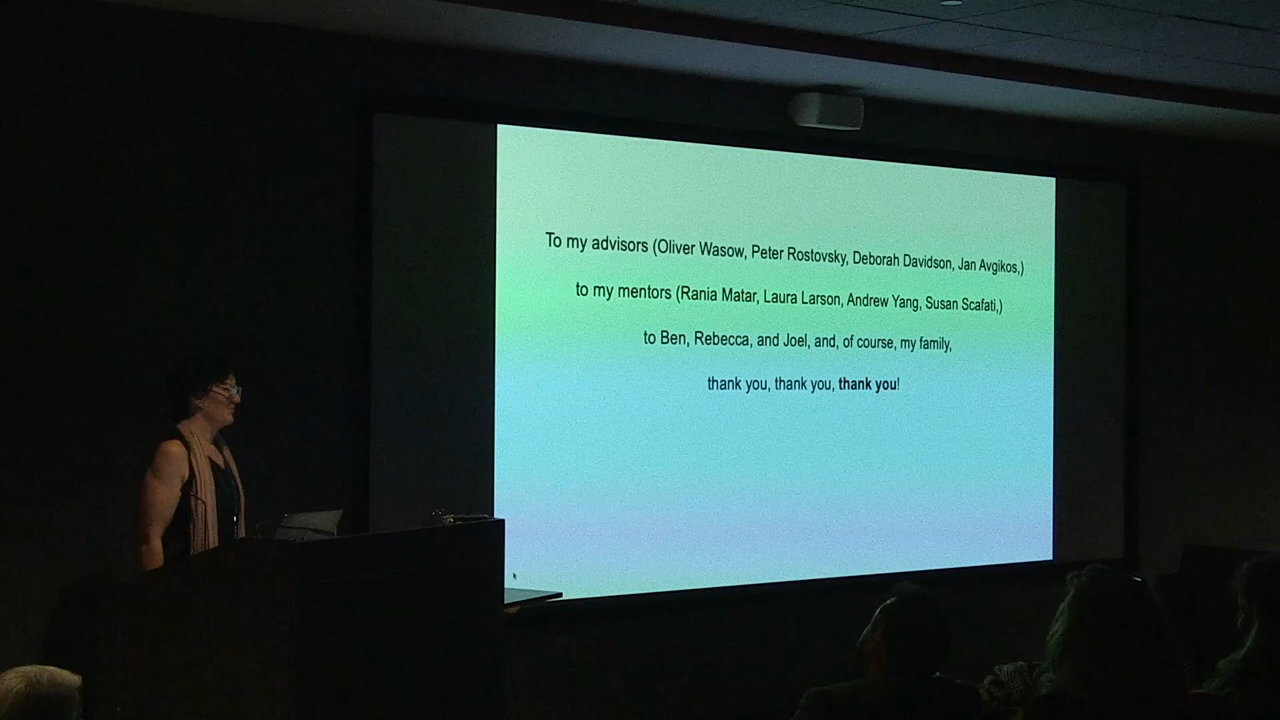 To my advisors (Oliver Wasow, Peter Rostovsky, Deborah Davidson, Jan Avgikos,)
to my mentors (Rania Matar, Laura Larson, Andrew Yang, Susan Scafati,)
to Ben, Rebecca, and Joel, and, of course, my family,
thank you, thank you, thank you!